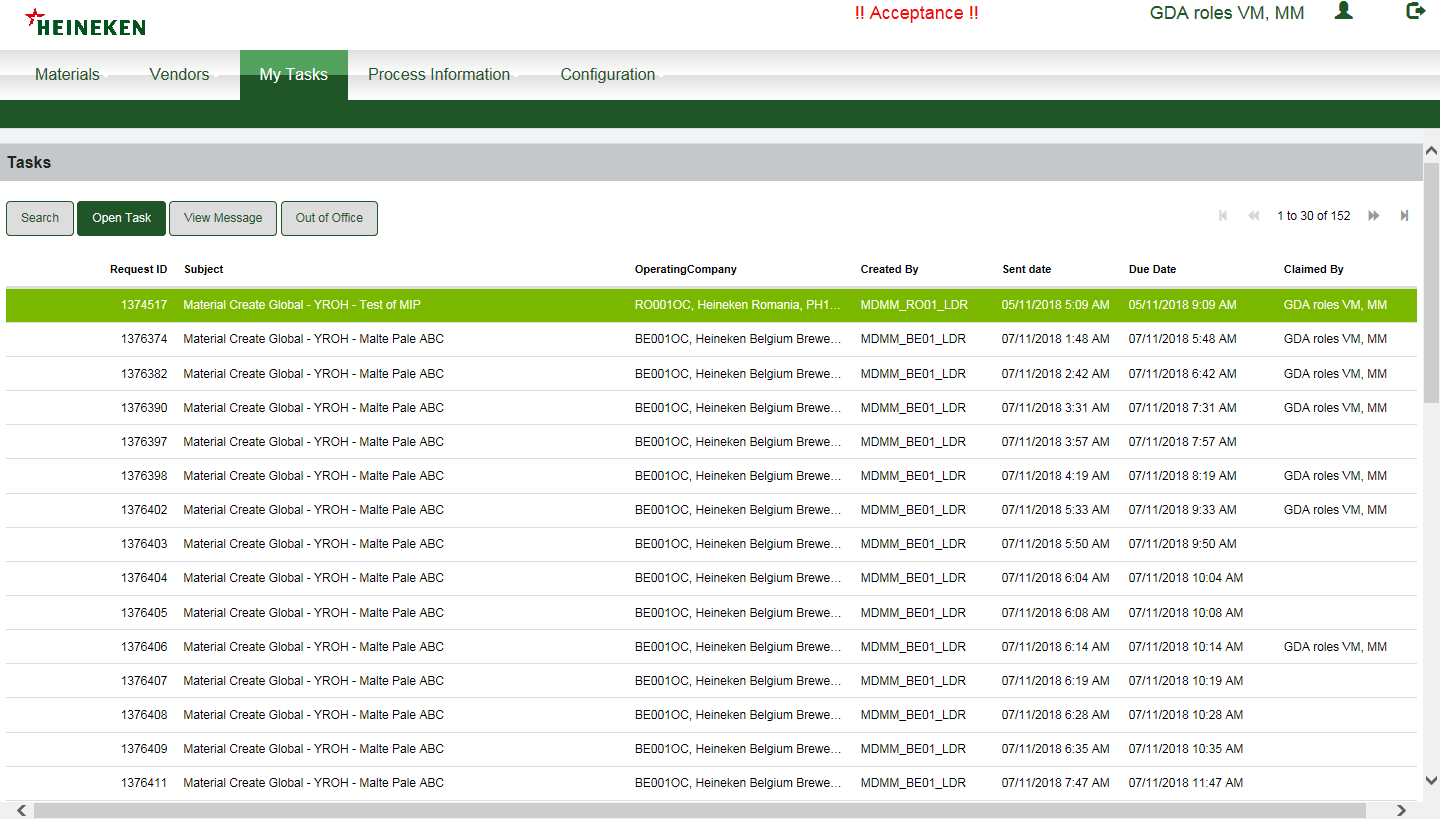 HEINEKEN !! Acceptance !! GDA roles VM, MM
Materials Vendors My Tasks Process Information Configuration
Tasks
Search Open Task View Message Out of Office 1 to 30 of 152
Request ID Subject OperatingCompany Created By Sent date Due Date Claimed By
1374517 Material Create Global - YROH - Test of MIP RO001OC, Heineken Romania, PH1... MDMM_RO01_LDR 05/11/2018 5:09 AM 05/11/2018 9:09 AM GDA roles VM, MM
1376374 Material Create Global - YROH - Malte Pale ABC BE001OC, Heineken Belgium Brewe... MDMM_BE01_LDR 07/11/2018 1:48 AM 07/11/2018 5:48 AM GDA roles VM, MM
1376382 Material Create Global - YROH - Malte Pale ABC BE001OC, Heineken Belgium Brewe... MDMM_BE01_LDR 07/11/2018 2:42 AM 07/11/2018 6:42 AM GDA roles VM, MM
1376390 Material Create Global - YROH - Malte Pale ABC BE001OC, Heineken Belgium Brewe... MDMM_BE01_LDR 07/11/2018 3:31 AM 07/11/2018 7:31 AM GDA roles VM, MM
1376397 Material Create Global - YROH - Malte Pale ABC BE001OC, Heineken Belgium Brewe... MDMM_BE01_LDR 07/11/2018 3:57 AM 07/11/2018 7:57 AM
1376398 Material Create Global - YROH - Malte Pale ABC BE001OC, Heineken Belgium Brewe... MDMM_BE01_LDR 07/11/2018 4:19 AM 07/11/2018 8:19 AM GDA roles VM, MM
1376402 Material Create Global - YROH - Malte Pale ABC BE001OC, Heineken Belgium Brewe... MDMM_BE01_LDR 07/11/2018 5:33 AM 07/11/2018 9:33 AM GDA roles VM, MM
1376403 Material Create Global - YROH - Malte Pale ABC BE001OC, Heineken Belgium Brewe... MDMM_BE01_LDR 07/11/2018 5:50 AM 07/11/2018 9:50 AM
1376404 Material Create Global - YROH - Malte Pale ABC BE001OC, Heineken Belgium Brewe... MDMM_BE01_LDR 07/11/2018 6:04 AM 07/11/2018 10:04 AM
1376405 Material Create Global - YROH - Malte Pale ABC BE001OC, Heineken Belgium Brewe... MDMM_BE01_LDR 07/11/2018 6:08 AM 07/11/2018 10:08 AM
1376406 Material Create Global - YROH - Malte Pale ABC BE001OC, Heineken Belgium Brewe... MDMM_BE01_LDR 07/11/2018 6:14 AM 07/11/2018 10:14 AM GDA roles VM, MM
1376407 Material Create Global - YROH - Malte Pale ABC BE001OC, Heineken Belgium Brewe... MDMM_BE01_LDR 07/11/2018 6:19 AM 07/11/2018 10:19 AM
1376408 Material Create Global - YROH - Malte Pale ABC BE001OC, Heineken Belgium Brewe... MDMM_BE01_LDR 07/11/2018 6:28 AM 07/11/2018 10:28 AM
1376409 Material Create Global - YROH - Malte Pale ABC BE001OC, Heineken Belgium Brewe... MDMM_BE01_LDR 07/11/2018 6:35 AM 07/11/2018 10:35 AM
1376411 Material Create Global - YROH - Malte Pale ABC BE001OC, Heineken Belgium Brewe... MDMM_BE01_LDR 07/11/2018 7:47 AM 07/11/2018 11:47 AM